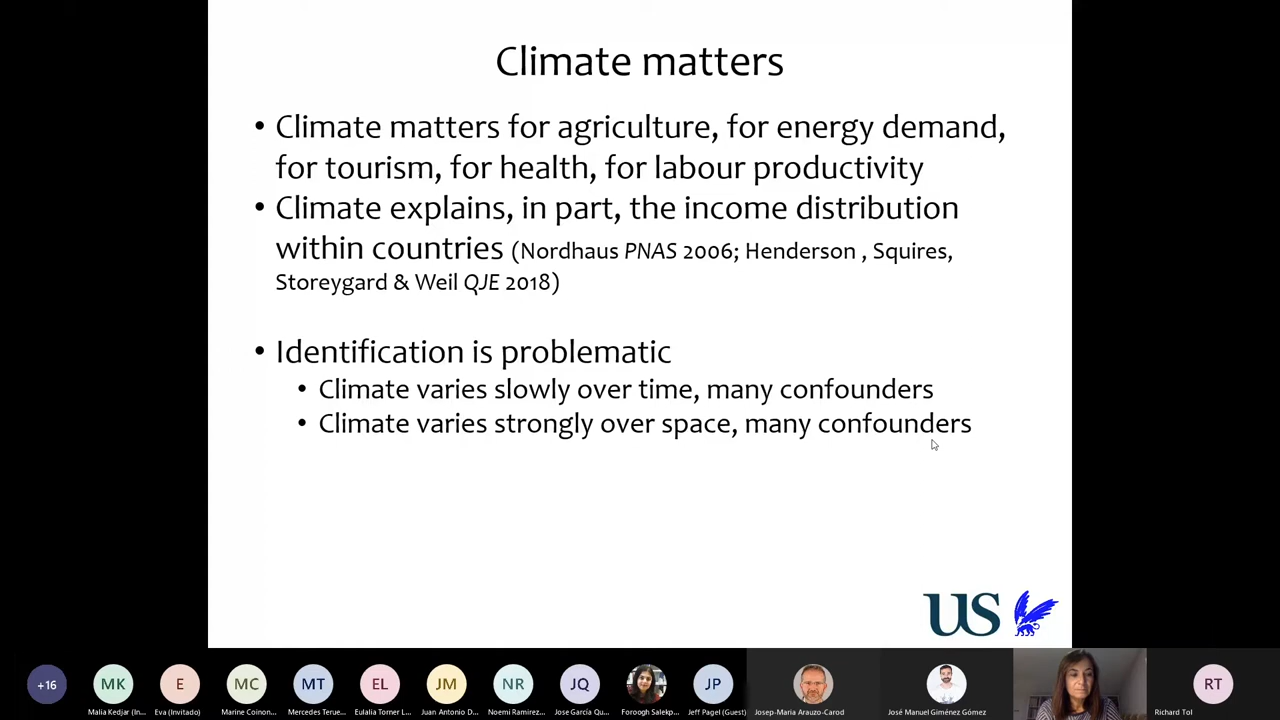 Climate matters
• Climate matters for agriculture, for energy demand,
for tourism, for health, for labour productivity
• Climate explains, in part, the income distribution
within countries (Nordhaus PNAS 2006; Henderson , Squires,
Storeygard & Weil QJE 2018)
• Identification is problematic
• Climate varies slowly over time, many confounders
• Climate varies strongly over space, many confounders
US
+16
MK
E
MC
MT
EL
JM
NR
JQ
JP
RT
Malia Kedjar (In...
Eva (Invitado)
Marine Coinon...
Mercedes Terue...
Eulalia Torner L...
Juan Antonio D...
Noemi Ramirez...
Jose García Qu...
Foroogh Salekp...
Jeff Pagel (Guest)
Josep-Maria Arauzo-Carod
José Manuel Giménez Gómez
Richard Tol